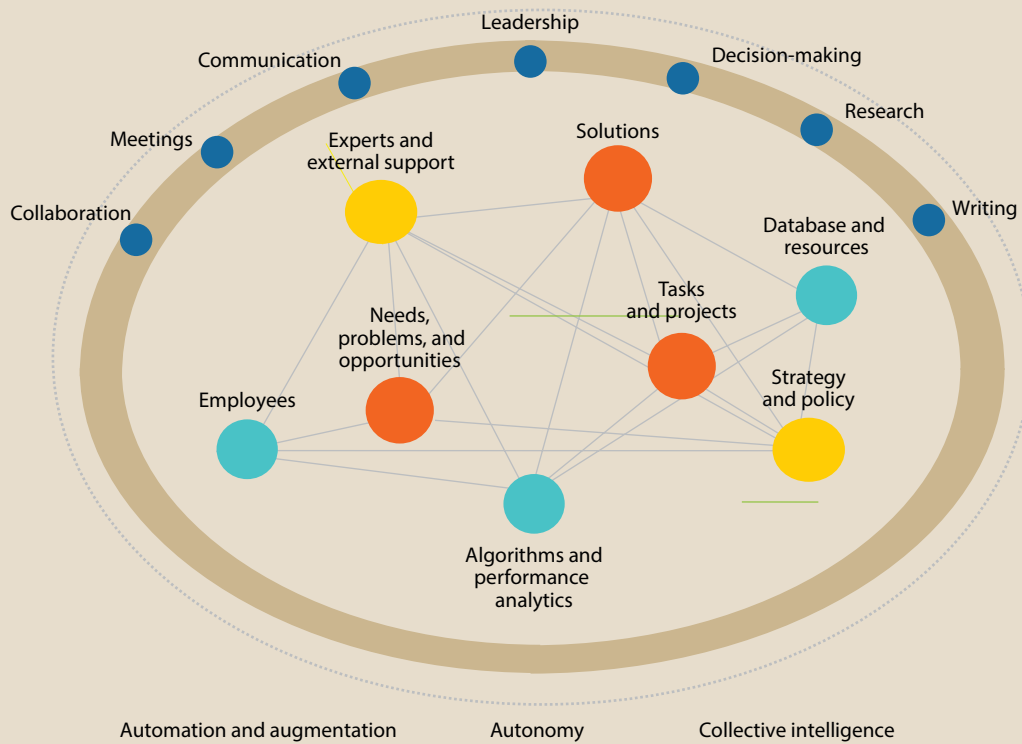 Leadership
Communication
Decision-making
Meetings
Research
Collaboration
Writing
Experts and
external support
Solutions
Database and
resources
Needs,
problems, and
opportunities
Tasks
and projects
Employees
Strategy
and policy
Algorithms and
performance
analytics
Automation and augmentation
Autonomy
Collective intelligence